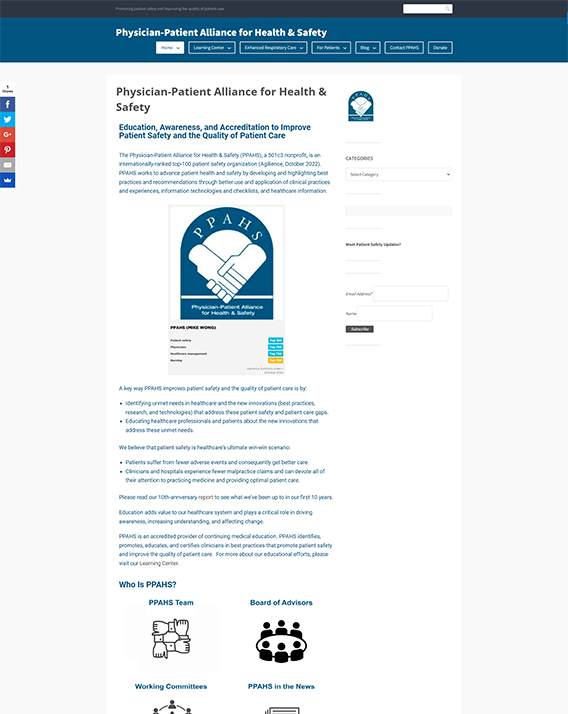 Promoting patient safety and improving the quality of patient care
Physician-Patient Alliance for Health & Safety
Home
Learning Center
Enhanced Respiratory Care
For Patients
Blog
Contact PPAHS
Donate
1
Shares
Physician-Patient Alliance for Health &
Safety
Education, Awareness, and Accreditation to Improve
Patient Safety and the Quality of Patient Care
The Physician-Patient Alliance for Health & Safety (PPAHS), a 501c3 nonprofit, is an
internationally-ranked top-100 patient safety organization (Agilience, October 2022).
PPAHS works to advance patient health and safety by developing and highlighting best
practices and recommendations through better use and application of clinical practices
and experiences, information technologies and checklists, and healthcare information.
PPAHS
Physician-Patient Alliance
for Health & Safety
PPAHS (MIKE WONG)
Patient safety
Physicians
Healthcare management
Nursing
A key way PPAHS improves patient safety and the quality of patient care is by:
• Identifying unmet needs in healthcare and the new innovations (best practices,
research, and technologies) that address these patient safety and patient care gaps.
• Educating healthcare professionals and patients about the new innovations that
address these unmet needs.
We believe that patient safety is healthcare's ultimate win-win scenario:
• Patients suffer from fewer adverse events and consequently get better care.
• Clinicians and hospitals experience fewer malpractice claims and can devote all of
their attention to practicing medicine and providing optimal patient care.
Please read our 10th-anniversary report to see what we've been up to in our first 10 years.
Education adds value to our healthcare system and plays a critical role in driving
awareness, increasing understanding, and affecting change.
PPAHS is an accredited provider of continuing medical education. PPAHS identifies,
promotes, educates, and certifies clinicians in best practices that promote patient safety
and improve the quality of patient care. For more about our educational efforts, please
visit our Learning Center.
Who Is PPAHS?
PPAHS Team
Board of Advisors
Working Committees
PPAHS in the News
PPAHS
CATEGORIES
Select Category
Want Patient Safety Updates?
Email Address*
Name
Subscribe